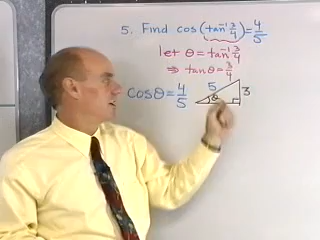 5. Find cos(tan⁻¹ 3/4) = 4/5
let θ = tan⁻¹ 3/4
⇒ tanθ = 3/4
cosθ = 4/5
5
θ
3